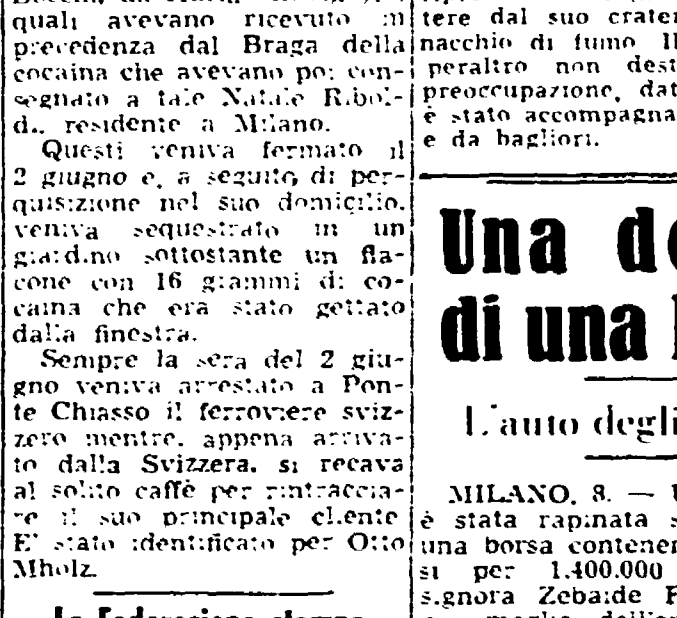 quali avevano ricevuto in
precedenza dal Braga della
cocaina che avevano poi con-
segnato a tale Natale Ribol-
di, residente a Milano.
Questi veniva fermato il
2 giugno e, a seguito di per-
quisizione nel suo domicilio,
veniva sequestrato in un
giardino sottostante un fla-
cone con 16 grammi di co-
caina che era stato gettato
dalla finestra.
Sempre la sera del 2 giu-
gno veniva arrestato a Pon-
te Chiasso il ferroviere sviz-
zero mentre, appena arriva-
to dalla Svizzera, si recava
al solito caffè per rintraccia-
re il suo principale cliente
E' stato identificato per Otto
Mholz.
tere dal suo crater
nacchio di fumo Il
peraltro non dest
preoccupazione, dat
è stato accompagna
e da bagliori.
Una d
di una
L'auto degli
MILANO, 8. —
è stata rapinata s
una borsa contener
si per 1.400.000
signora Zebaide F